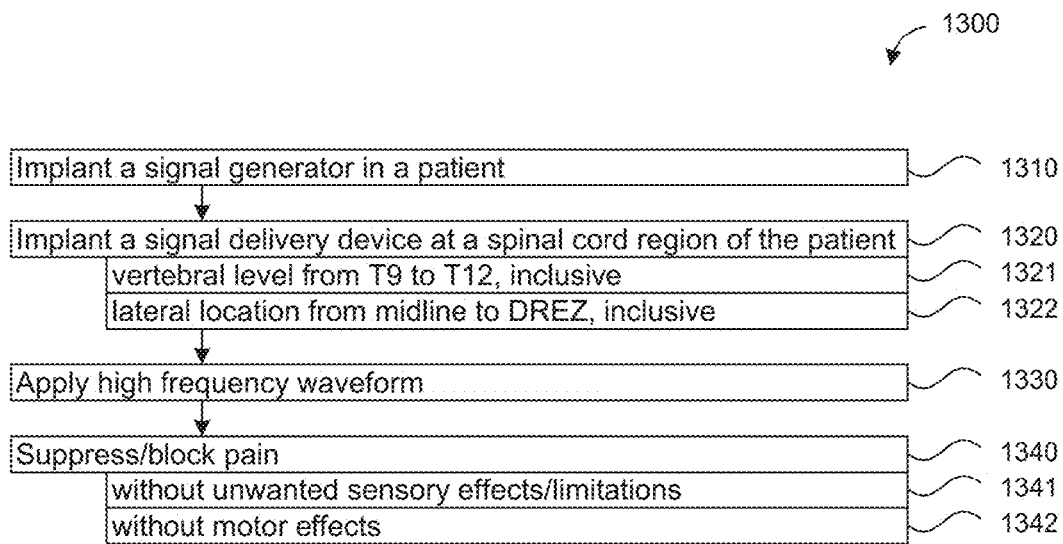 1300
Implant a signal generator in a patient 1310
Implant a signal delivery device at a spinal cord region of the patient 1320
vertebral level from T9 to T12, inclusive 1321
lateral location from midline to DREZ, inclusive 1322
Apply high frequency waveform 1330
Suppress/block pain 1340
without unwanted sensory effects/limitations 1341
without motor effects 1342